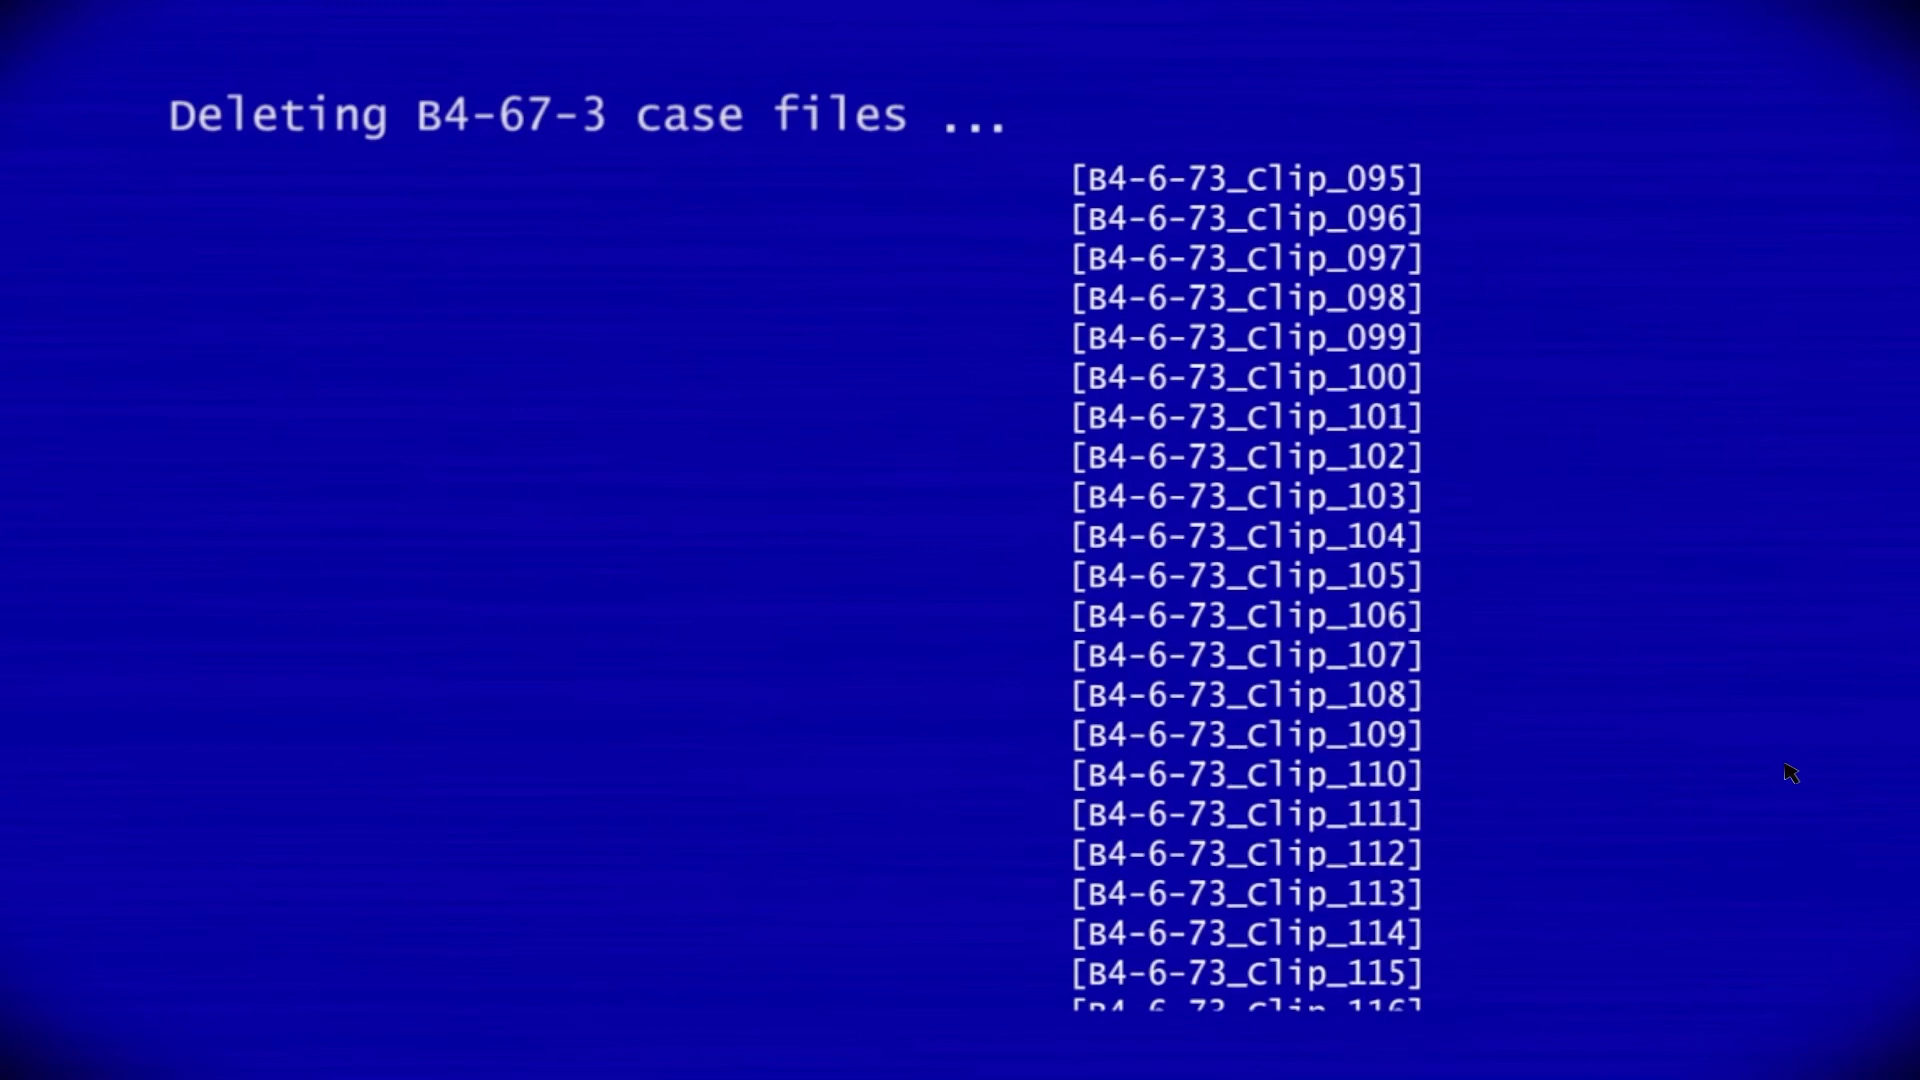 Deleting B4-67-3 case files ...
[B4-6-73_Clip_095]
[B4-6-73_Clip_096]
[B4-6-73_Clip_097]
[B4-6-73_Clip_098]
[B4-6-73_Clip_099]
[B4-6-73_Clip_100]
[B4-6-73_Clip_101]
[B4-6-73_Clip_102]
[B4-6-73_Clip_103]
[B4-6-73_Clip_104]
[B4-6-73_Clip_105]
[B4-6-73_Clip_106]
[B4-6-73_Clip_107]
[B4-6-73_Clip_108]
[B4-6-73_Clip_109]
[B4-6-73_Clip_110]
[B4-6-73_Clip_111]
[B4-6-73_Clip_112]
[B4-6-73_Clip_113]
[B4-6-73_Clip_114]
[B4-6-73_Clip_115]
[B4-6-73_Clip_116]